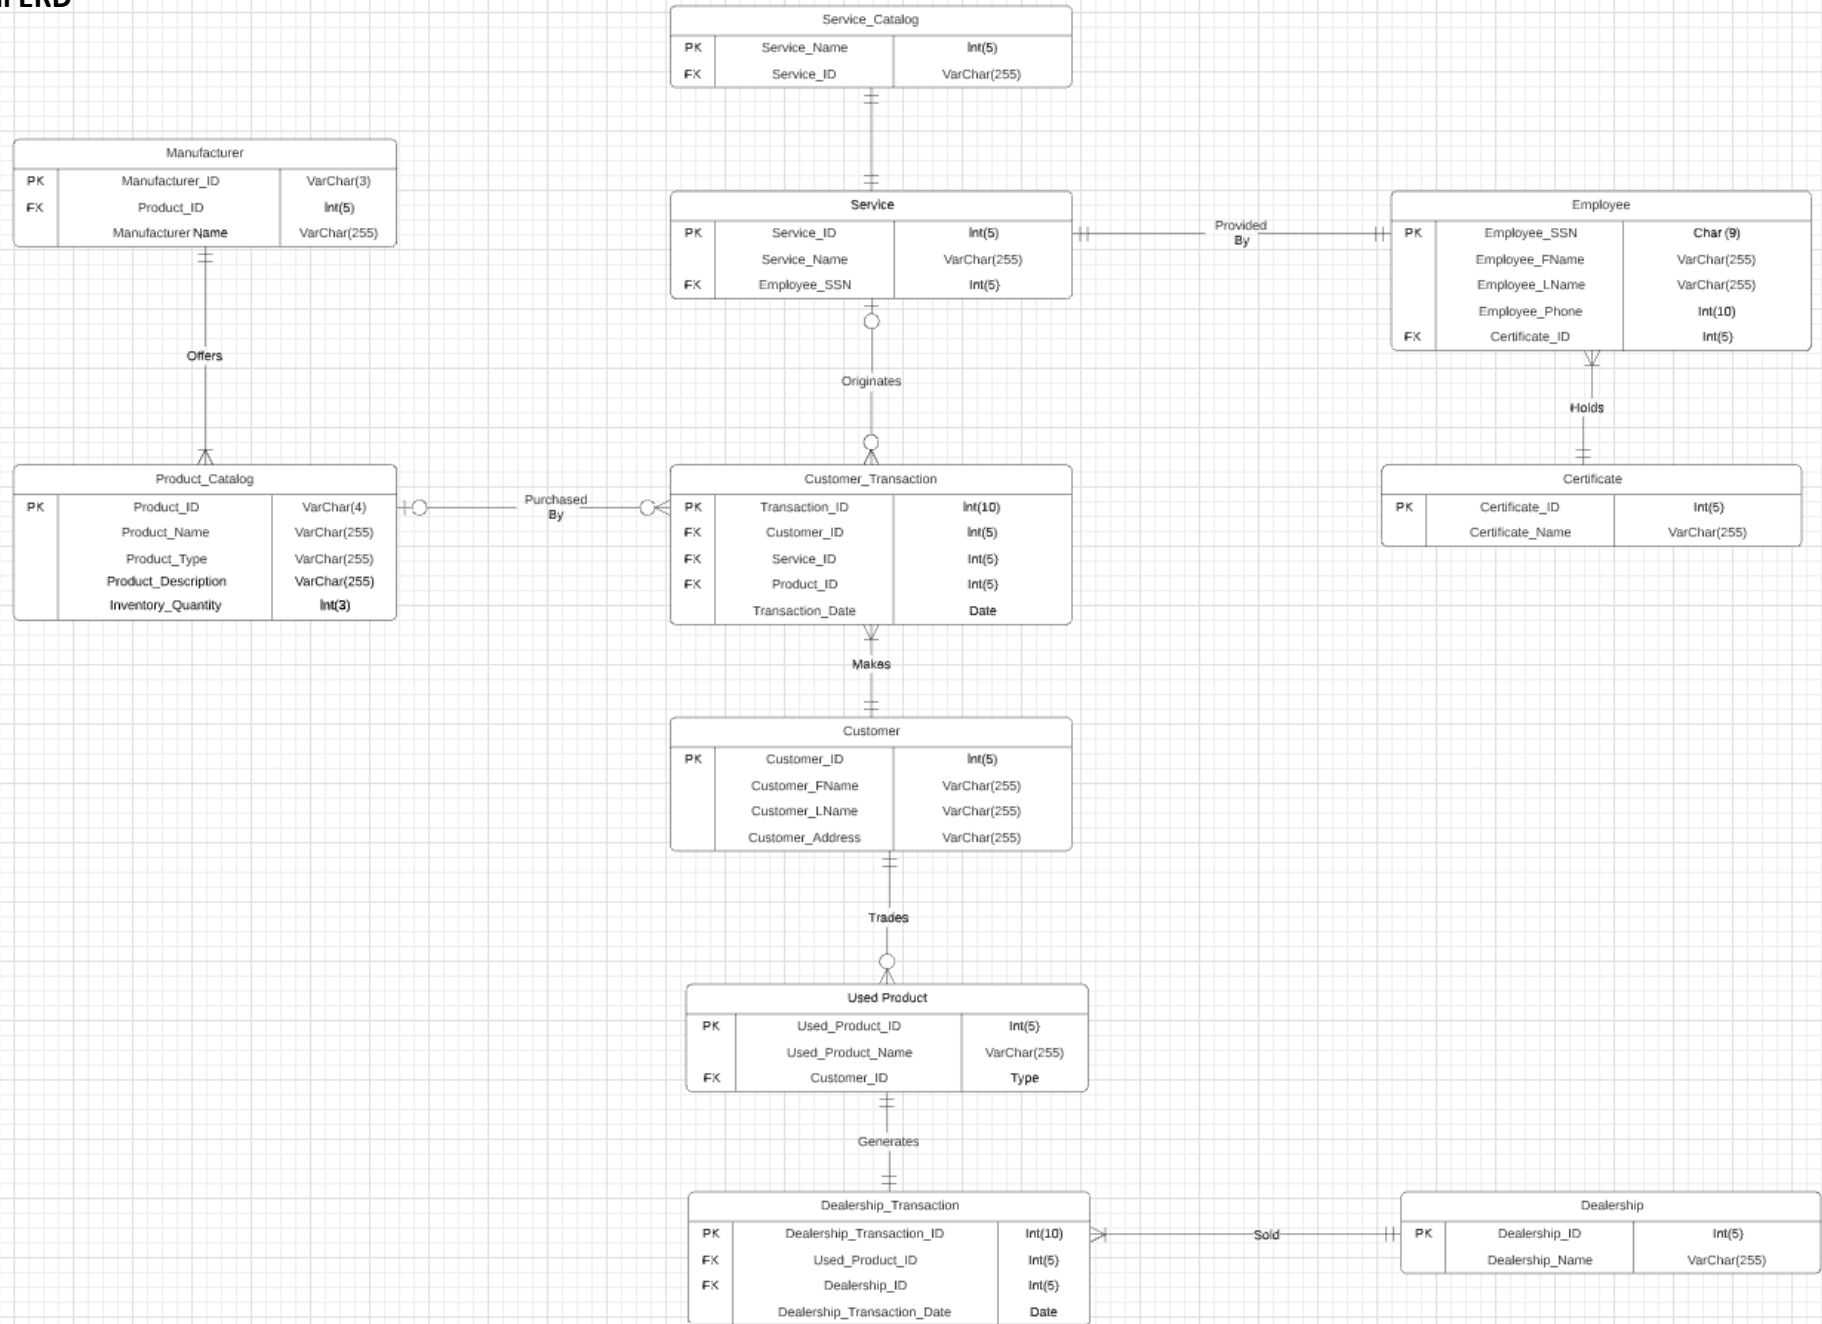 Service_Catalog
PK Service_Name Int(5)
FK Service_ID VarChar(255)
Manufacturer
PK Manufacturer_ID VarChar(3)
FK Product_ID Int(5)
Manufacturer Name VarChar(255)
Service
PK Service_ID Int(5)
Service_Name VarChar(255)
FK Employee_SSN Int(5)
Provided
By
Employee
PK Employee_SSN Char (9)
Employee_FName VarChar(255)
Employee_LName VarChar(255)
Employee_Phone Int(10)
FK Certificate_ID Int(5)
Offers
Originates
Holds
Product_Catalog
PK Product_ID VarChar(4)
Product_Name VarChar(255)
Product_Type VarChar(255)
Product_Description VarChar(255)
Inventory_Quantity Int(3)
Purchased
By
Customer_Transaction
PK Transaction_ID Int(10)
FK Customer_ID Int(5)
FK Service_ID Int(5)
FK Product_ID Int(5)
Transaction_Date Date
Certificate
PK Certificate_ID Int(5)
Certificate_Name VarChar(255)
Makes
Customer
PK Customer_ID Int(5)
Customer_FName VarChar(255)
Customer_LName VarChar(255)
Customer_Address VarChar(255)
Trades
Used Product
PK Used_Product_ID Int(5)
Used_Product_Name VarChar(255)
FK Customer_ID Type
Generates
Dealership_Transaction
PK Dealership_Transaction_ID Int(10)
FK Used_Product_ID Int(5)
FK Dealership_ID Int(5)
Dealership_Transaction_Date Date
Sold
Dealership
PK Dealership_ID Int(5)
Dealership_Name VarChar(255)